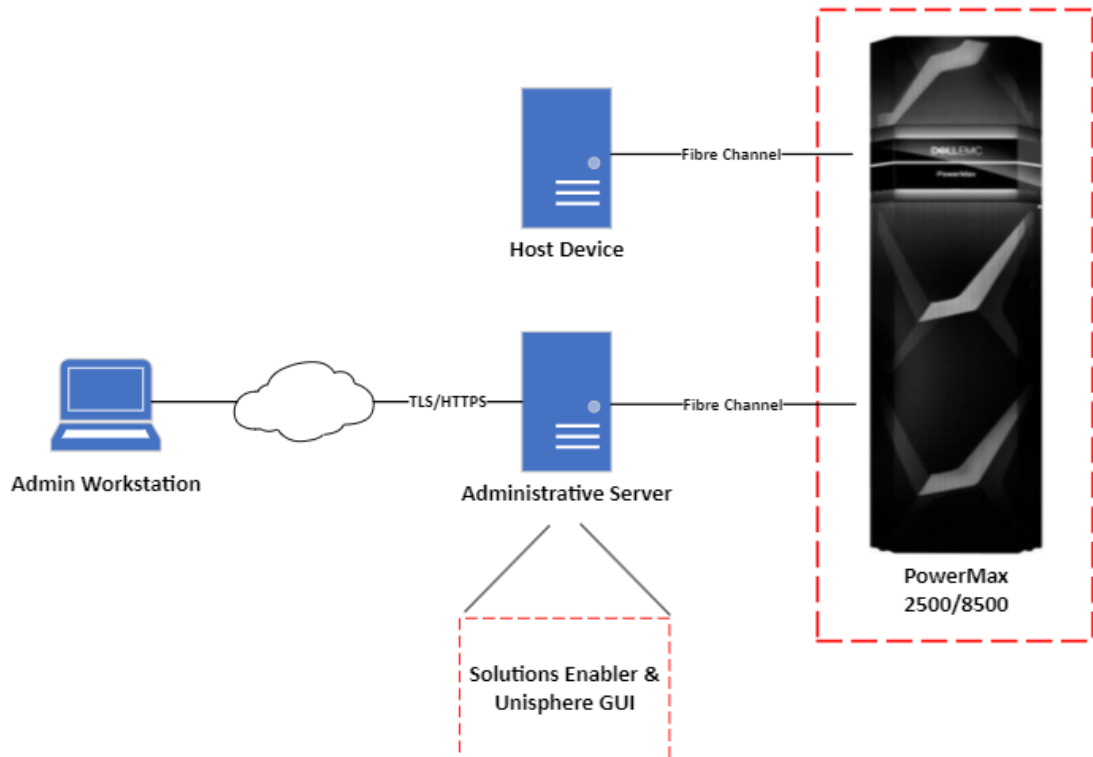 Fibre Channel
DELLEMC
PowerMax
Host Device
TLS/HTTPS
Fibre Channel
Admin Workstation
Administrative Server
PowerMax
2500/8500
Solutions Enabler &
Unisphere GUI